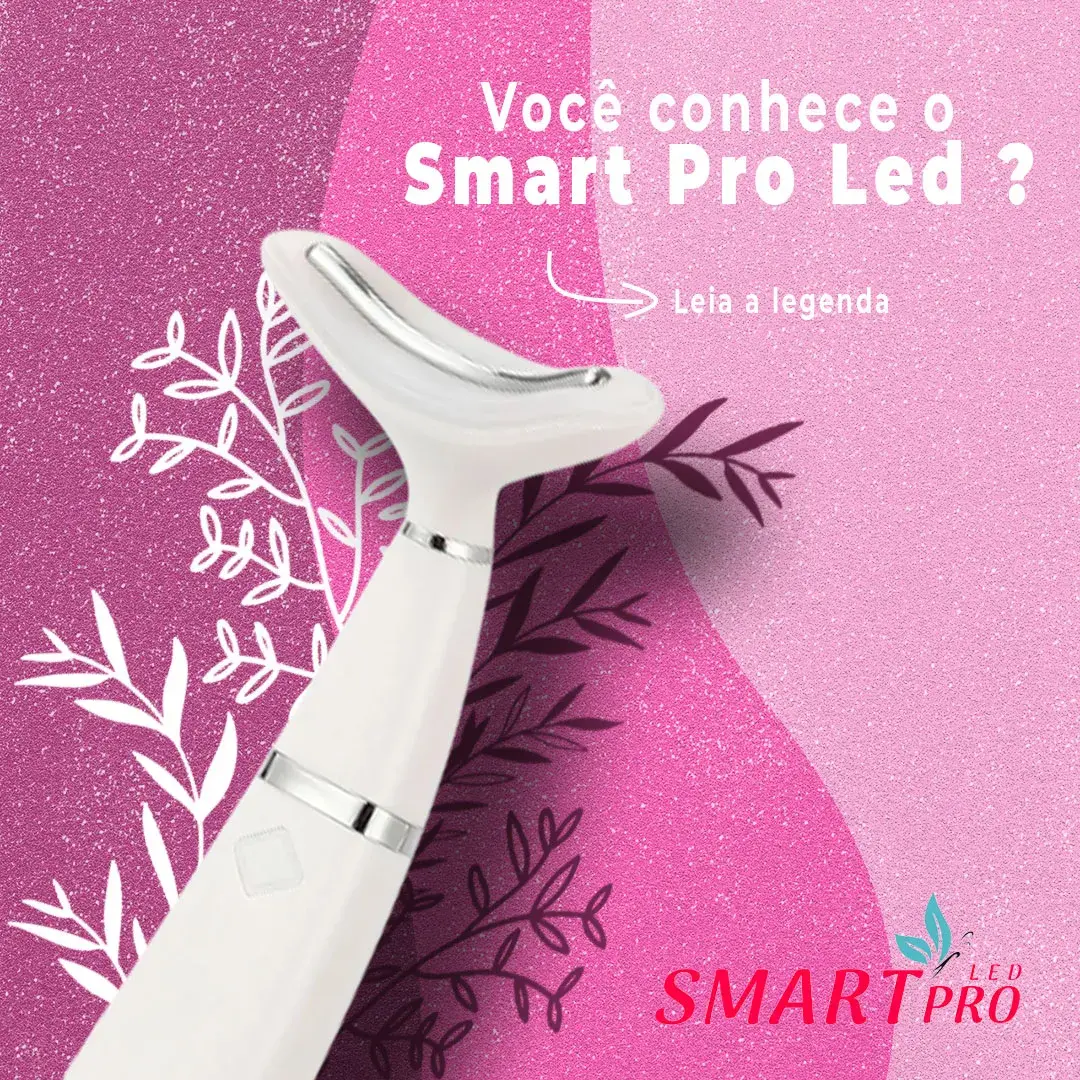 Você conhece o
Smart Pro Led ?
Leia a legenda
LED
SMART PRO